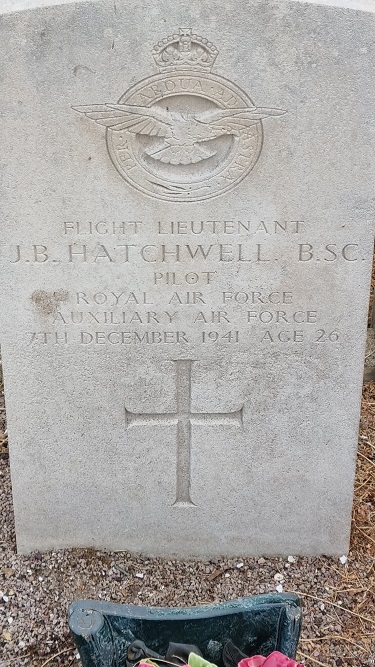 PER ARDUA AD ASTRA
FLIGHT LIEUTENANT
J.B. HATCHWELL. B.SC.
PILOT
ROYAL AIR FORCE
AUXILIARY AIR FORCE
7TH DECEMBER 1941 AGE 26